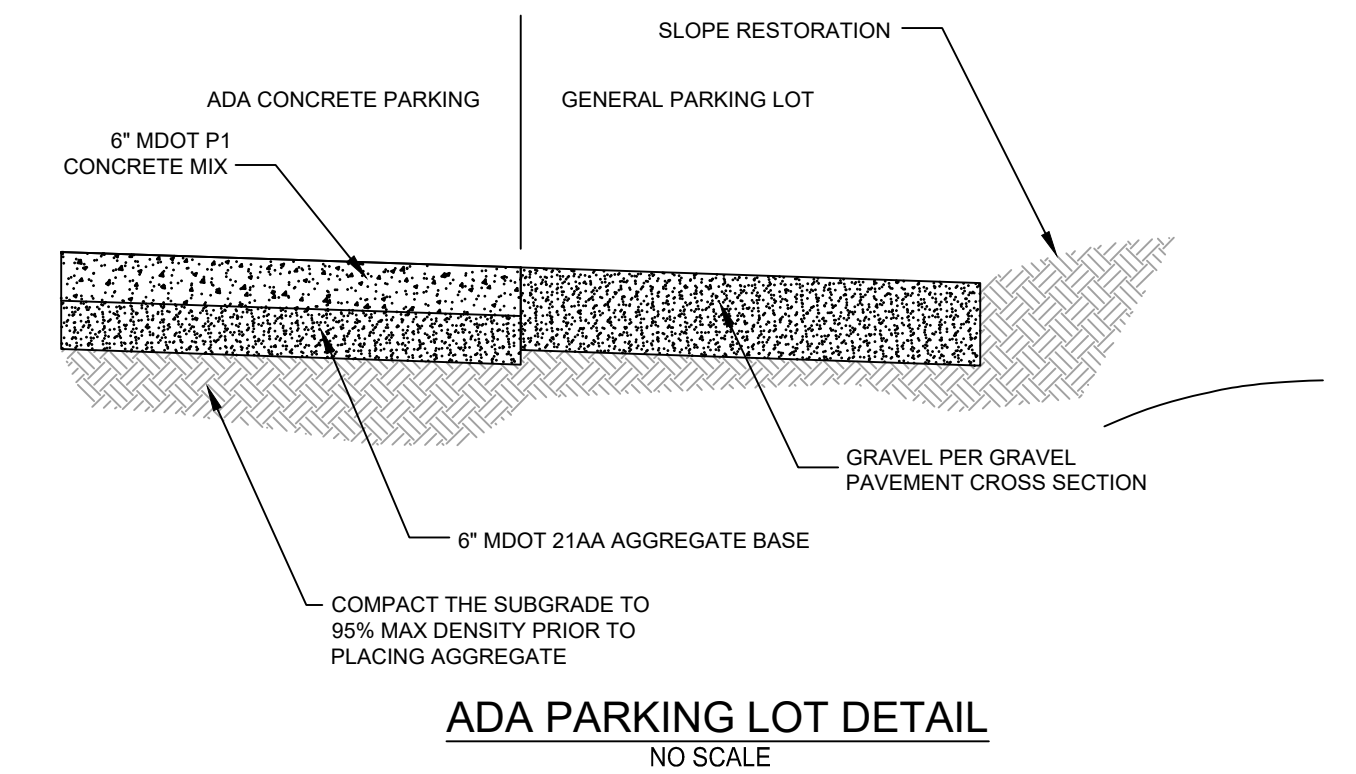 SLOPE RESTORATION
ADA CONCRETE PARKING
GENERAL PARKING LOT
6" MDOT P1
CONCRETE MIX
GRAVEL PER GRAVEL
PAVEMENT CROSS SECTION
6" MDOT 21AA AGGREGATE BASE
COMPACT THE SUBGRADE TO
95% MAX DENSITY PRIOR TO
PLACING AGGREGATE
ADA PARKING LOT DETAIL
NO SCALE